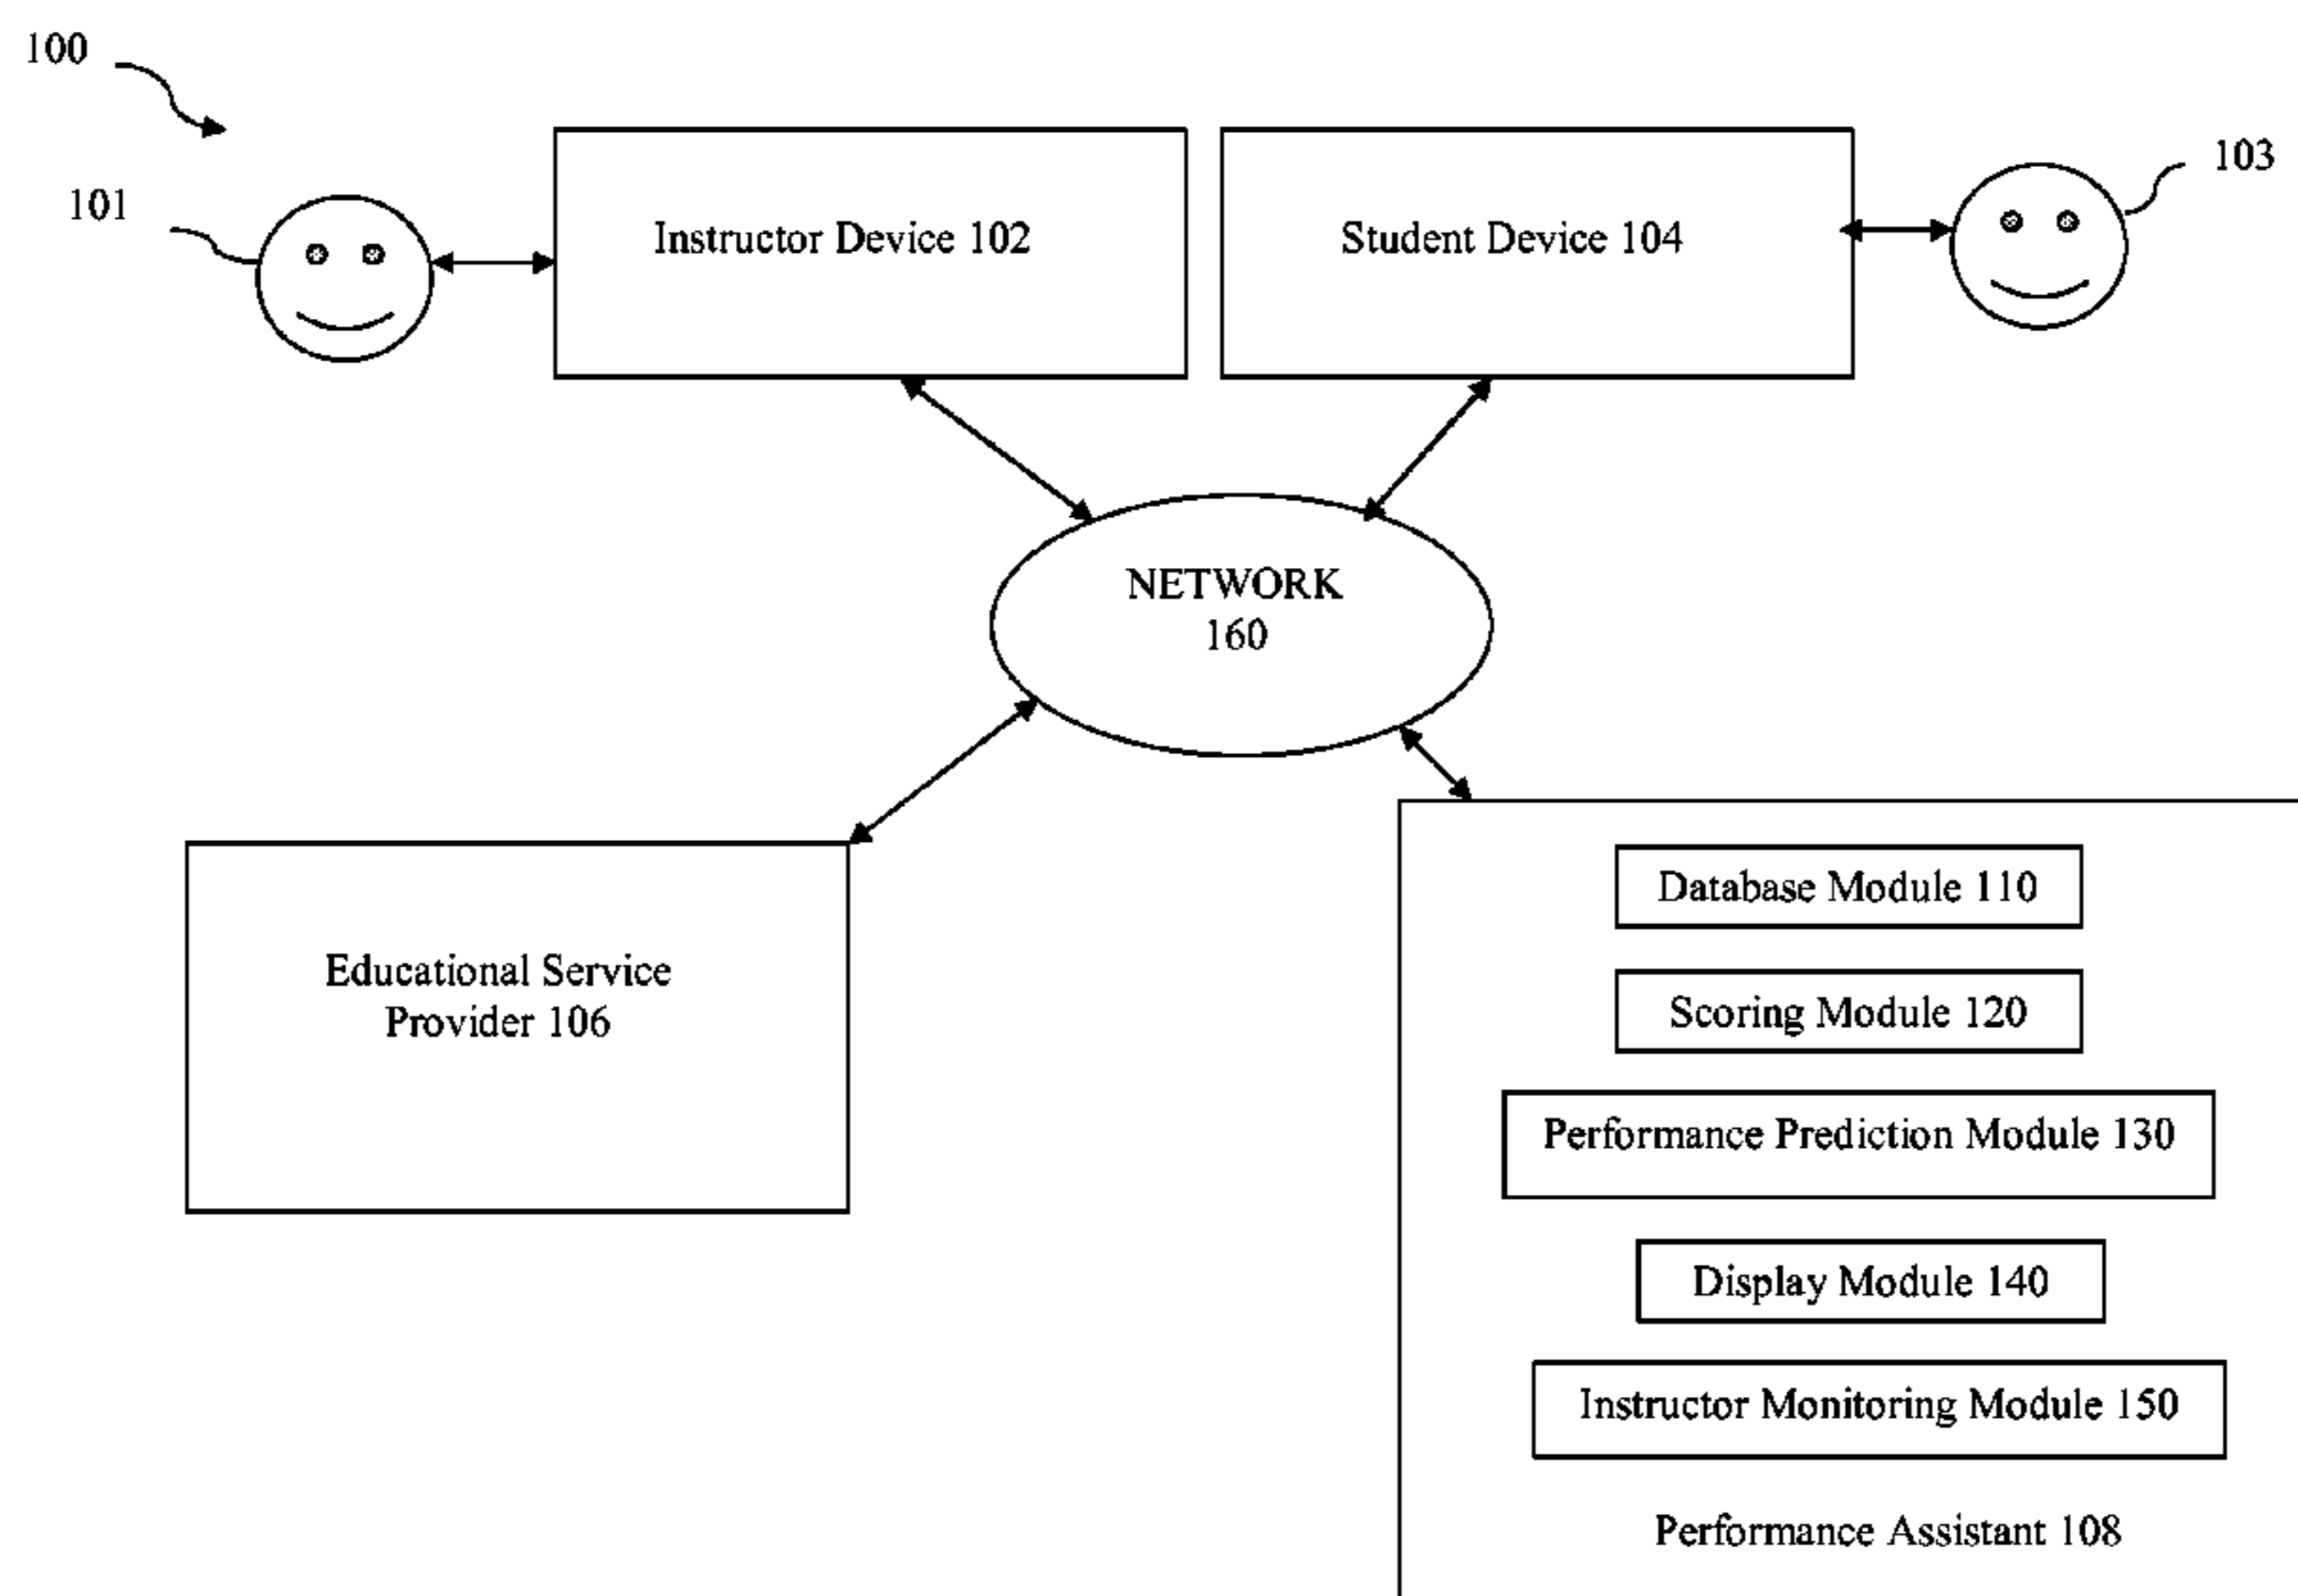 100
101
Instructor Device 102
Student Device 104
103
NETWORK
160
Educational Service
Provider 106
Database Module 110
Scoring Module 120
Performance Prediction Module 130
Display Module 140
Instructor Monitoring Module 150
Performance Assistant 108